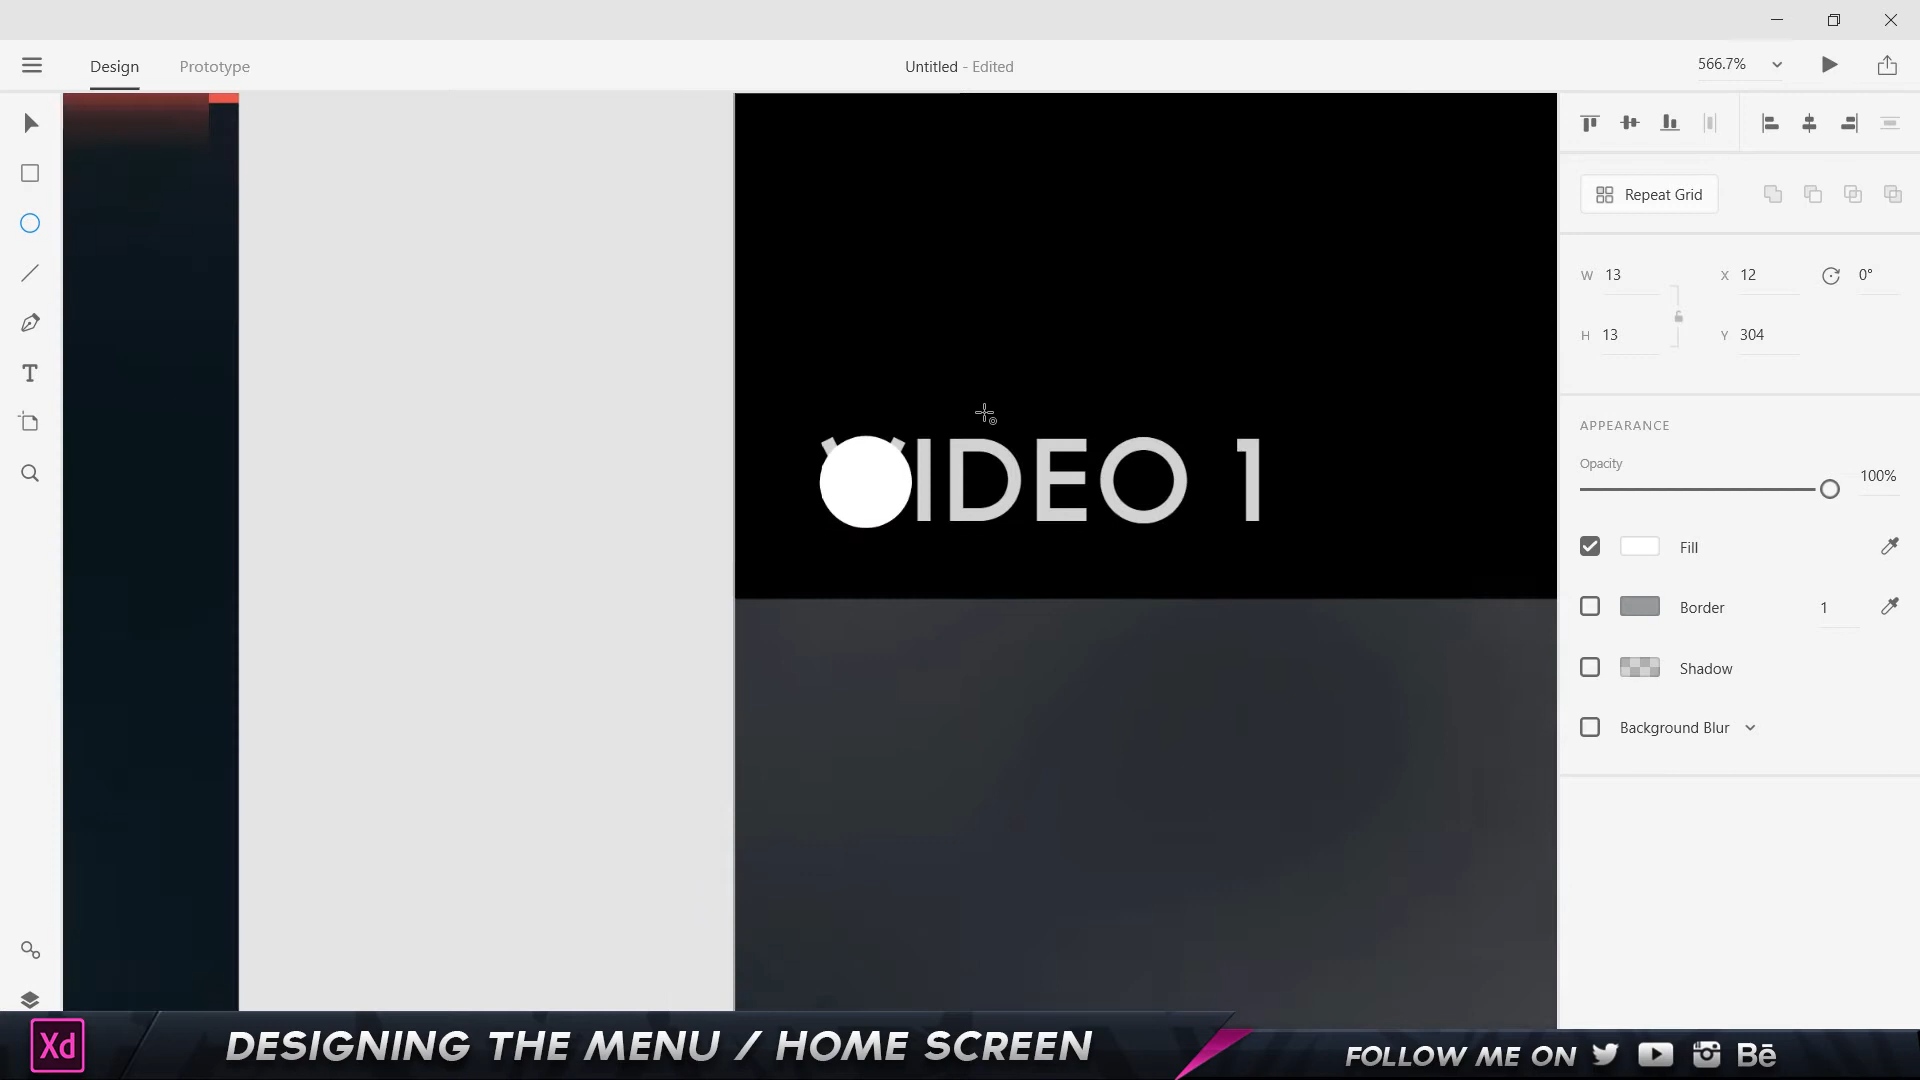 Design
Prototype
Untitled - Edited
566.7%
Repeat Grid
W 13
X 12
0°
H 13
Y 304
APPEARANCE
Opacity
100%
Fill
Border
1
Shadow
Background Blur
IDEO 1
Xd
DESIGNING THE MENU / HOME SCREEN
FOLLOW ME ON
Bē